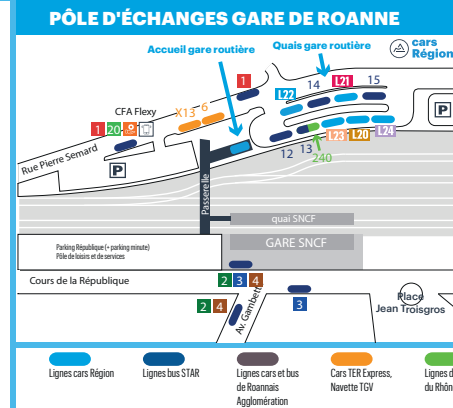 PÔLE D'ÉCHANGES GARE DE ROANNE
Accueil gare routière
Quais gare routière
cars
Région
1
14
L21
15
L22
X13
6
CFA Flexy
1 20
P
Rue Pierre Semard
P
12
13
L23
L20
L24
240
Passerelle
quai SNCF
GARE SNCF
Parking République (+ parking minute)
Pôle de loisirs et de services
Cours de la République
2 3 4
2 4
Av. Gambett
3
Place
Jean Troisgros
Lignes cars Région
Lignes bus STAR
Lignes cars et bus
de Roannais
Agglomération
Cars TER Express,
Navette TGV
Lignes d
du Rhôn